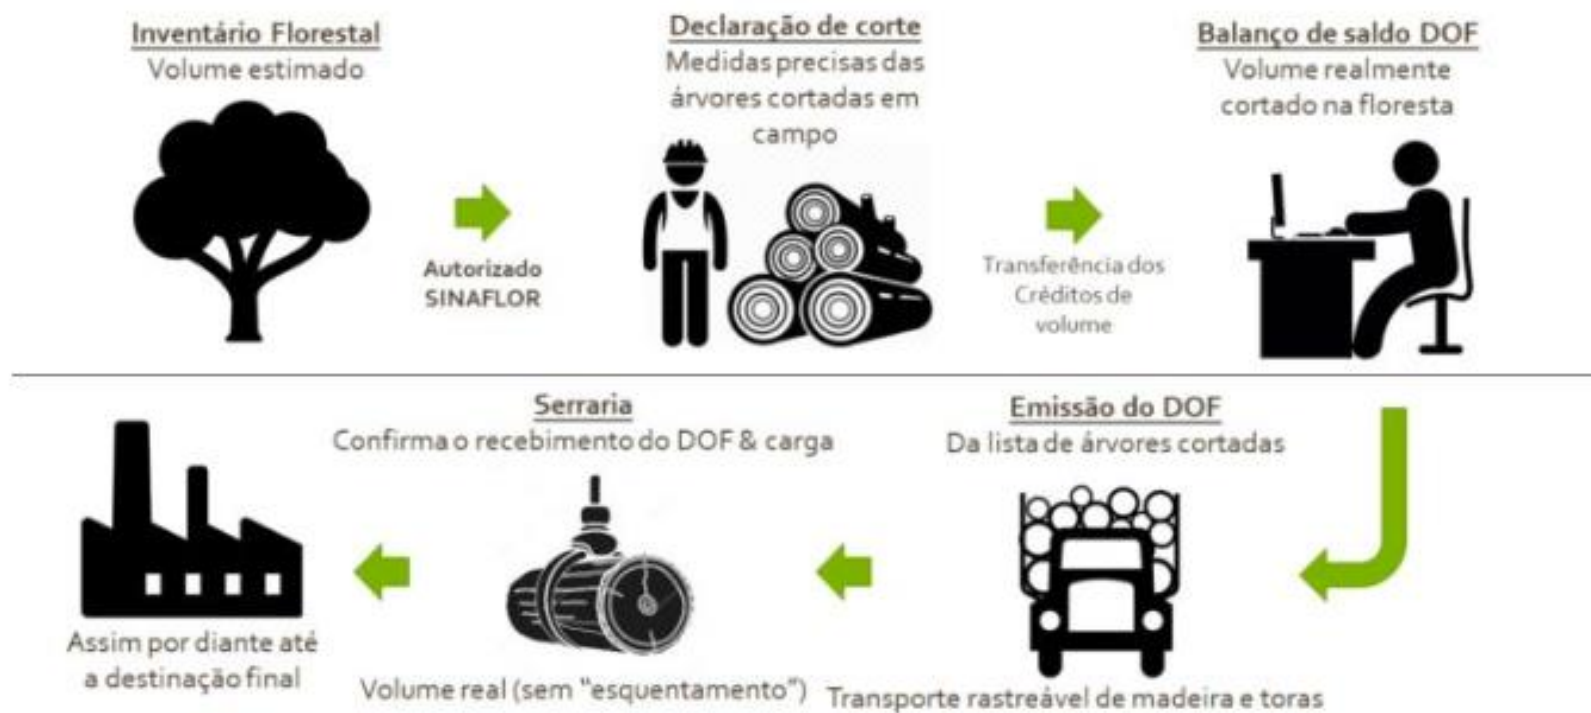 Inventário Florestal
Volume estimado
Autorizado
SINAFLOR
Declaração de corte
Medidas precisas das
árvores cortadas em
campo
Transferência dos
Créditos de
volume
Balanço de saldo DOF
Volume realmente
cortado na floresta
Emissão do DOF
Da lista de árvores cortadas
Transporte rastreável de madeira e toras
Serraria
Confirma o recebimento do DOF & carga
Volume real (sem “esquentamento”)
Assim por diante até
a destinação final